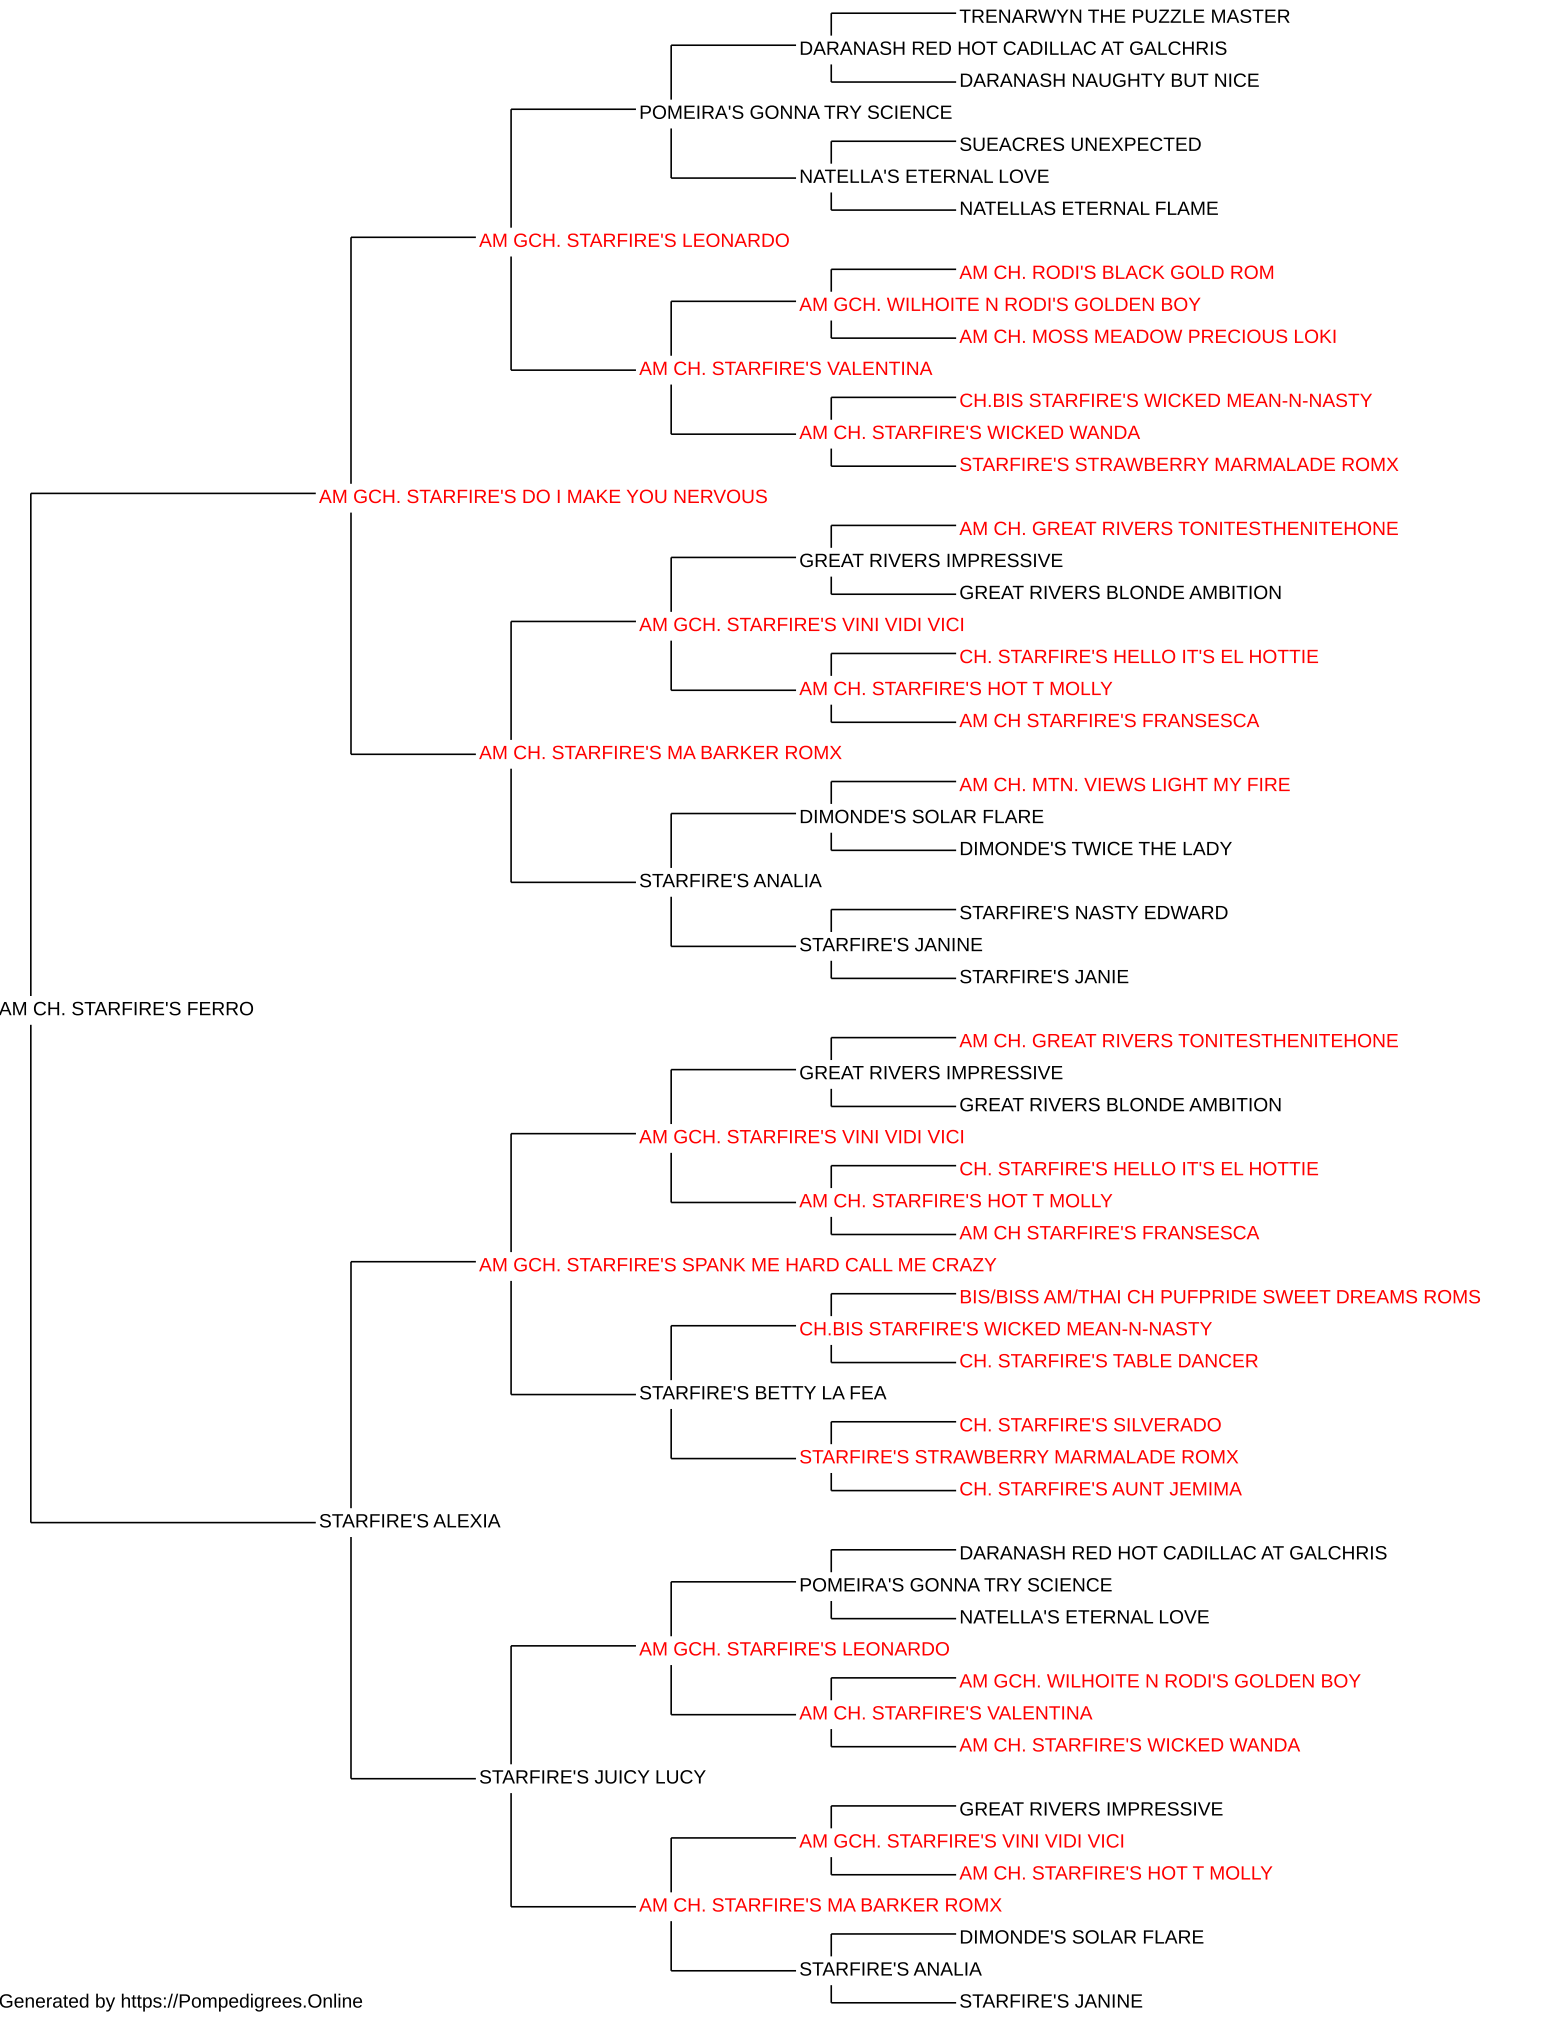 TRENARWYN THE PUZZLE MASTER
DARANASH RED HOT CADILLAC AT GALCHRIS
DARANASH NAUGHTY BUT NICE
POMEIRA'S GONNA TRY SCIENCE
SUEACRES UNEXPECTED
NATELLA'S ETERNAL LOVE
NATELLAS ETERNAL FLAME
AM GCH. STARFIRE'S LEONARDO
AM CH. RODI'S BLACK GOLD ROM
AM GCH. WILHOITE N RODI'S GOLDEN BOY
AM CH. MOSS MEADOW PRECIOUS LOKI
AM CH. STARFIRE'S VALENTINA
CH.BIS STARFIRE'S WICKED MEAN-N-NASTY
AM CH. STARFIRE'S WICKED WANDA
STARFIRE'S STRAWBERRY MARMALADE ROMX
AM GCH. STARFIRE'S DO I MAKE YOU NERVOUS
AM CH. GREAT RIVERS TONITESTHENITEHONE
GREAT RIVERS IMPRESSIVE
GREAT RIVERS BLONDE AMBITION
AM GCH. STARFIRE'S VINI VIDI VICI
CH. STARFIRE'S HELLO IT'S EL HOTTIE
AM CH. STARFIRE'S HOT T MOLLY
AM CH STARFIRE'S FRANSESCA
AM CH. STARFIRE'S MA BARKER ROMX
AM CH. MTN. VIEWS LIGHT MY FIRE
DIMONDE'S SOLAR FLARE
DIMONDE'S TWICE THE LADY
STARFIRE'S ANALIA
STARFIRE'S NASTY EDWARD
STARFIRE'S JANINE
STARFIRE'S JANIE
AM CH. STARFIRE'S FERRO
AM CH. GREAT RIVERS TONITESTHENITEHONE
GREAT RIVERS IMPRESSIVE
GREAT RIVERS BLONDE AMBITION
AM GCH. STARFIRE'S VINI VIDI VICI
CH. STARFIRE'S HELLO IT'S EL HOTTIE
AM CH. STARFIRE'S HOT T MOLLY
AM CH STARFIRE'S FRANSESCA
AM GCH. STARFIRE'S SPANK ME HARD CALL ME CRAZY
BIS/BISS AM/THAI CH PUFPRIDE SWEET DREAMS ROMS
CH.BIS STARFIRE'S WICKED MEAN-N-NASTY
CH. STARFIRE'S TABLE DANCER
STARFIRE'S BETTY LA FEA
CH. STARFIRE'S SILVERADO
STARFIRE'S STRAWBERRY MARMALADE ROMX
CH. STARFIRE'S AUNT JEMIMA
STARFIRE'S ALEXIA
DARANASH RED HOT CADILLAC AT GALCHRIS
POMEIRA'S GONNA TRY SCIENCE
NATELLA'S ETERNAL LOVE
AM GCH. STARFIRE'S LEONARDO
AM GCH. WILHOITE N RODI'S GOLDEN BOY
AM CH. STARFIRE'S VALENTINA
AM CH. STARFIRE'S WICKED WANDA
STARFIRE'S JUICY LUCY
GREAT RIVERS IMPRESSIVE
AM GCH. STARFIRE'S VINI VIDI VICI
AM CH. STARFIRE'S HOT T MOLLY
AM CH. STARFIRE'S MA BARKER ROMX
DIMONDE'S SOLAR FLARE
STARFIRE'S ANALIA
STARFIRE'S JANINE
Generated by https://Pompedigrees.Online